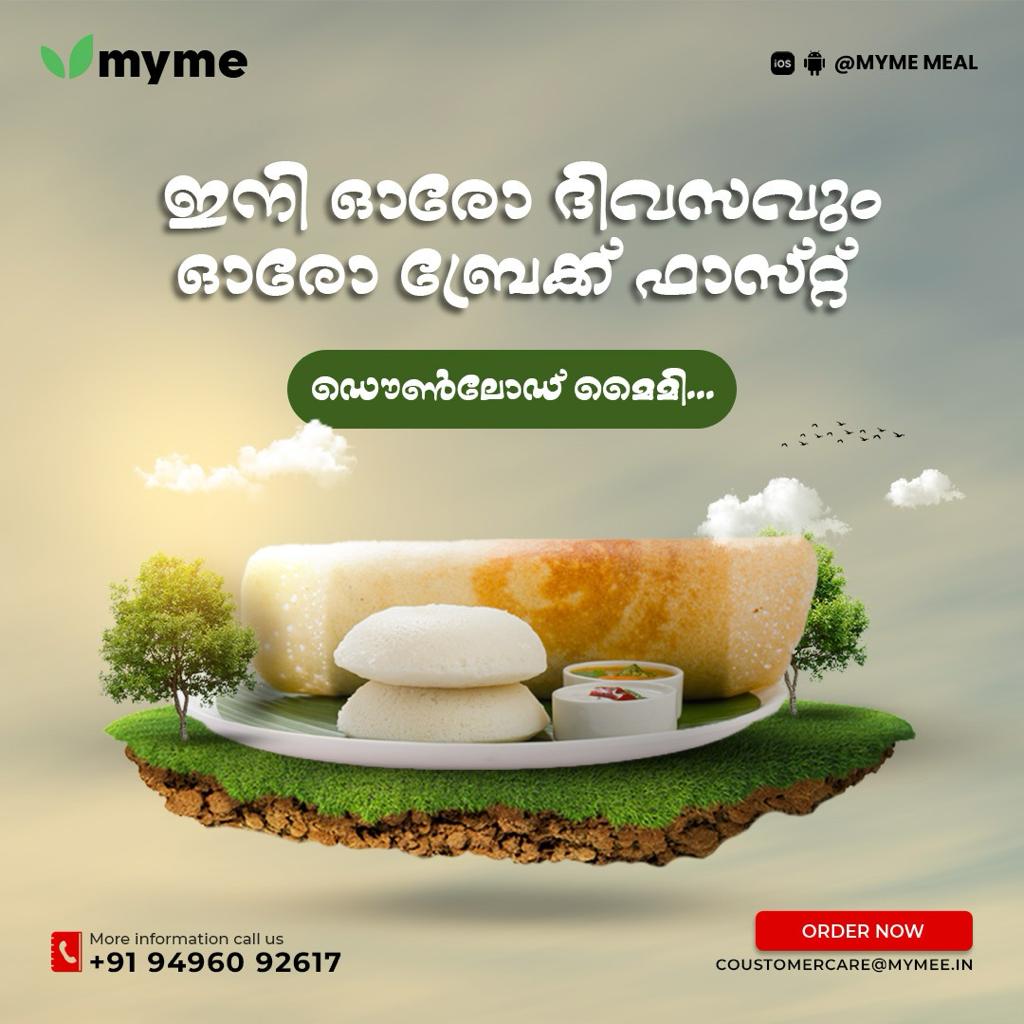 myme
iOS @MYME MEAL
ഇനി ഓരോ ദിവസവും
ഓരോ ബ്രേക്ക് ഫാസ്റ്റ്
ഡൌൺലോഡ് മൈമി...
More information call us
+91 94960 92617
ORDER NOW
COUSTOMERCARE@MYMEE.IN